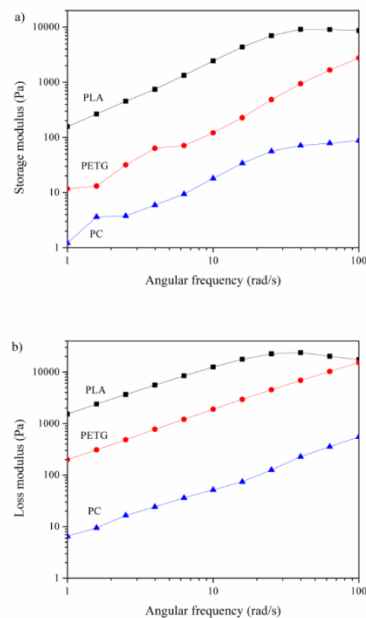 a)
Storage modulus (Pa)
10000
1000
100
10
1
PLA
PETG
PC
1
10
100
Angular frequency (rad/s)
b)
Loss modulus (Pa)
10000
1000
100
10
1
PLA
PETG
PC
1
10
100
Angular frequency (rad/s)